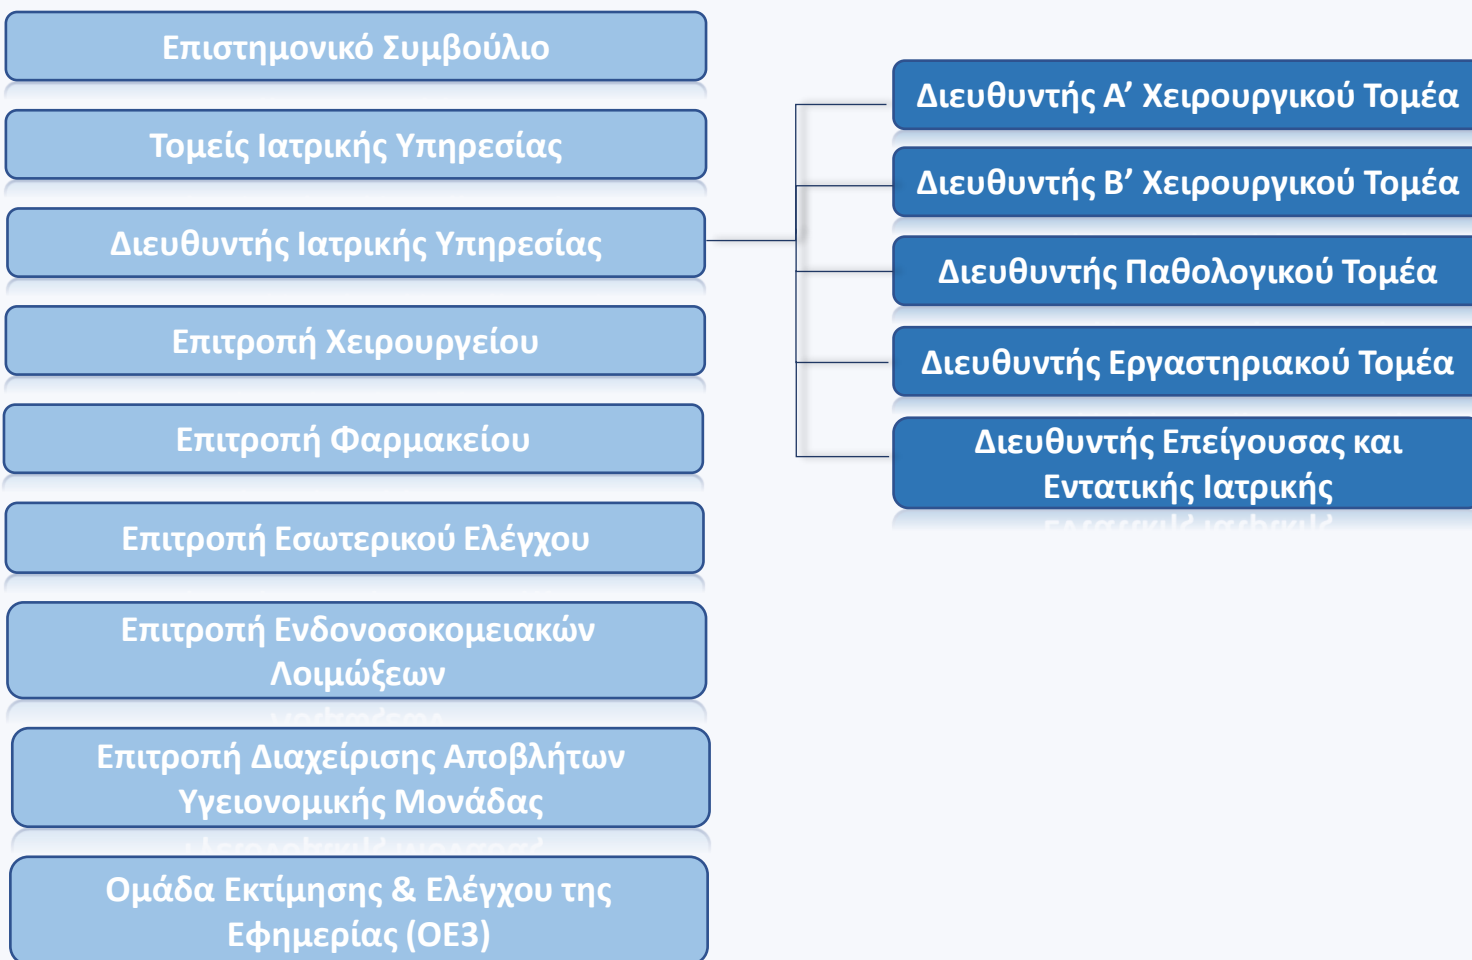 Επιστημονικό Συμβούλιο
Τομείς Ιατρικής Υπηρεσίας
Διευθυντής Ιατρικής Υπηρεσίας
Επιτροπή Χειρουργείου
Επιτροπή Φαρμακείου
Επιτροπή Εσωτερικού Ελέγχου
Επιτροπή Ενδονοσοκομειακών
Λοιμώξεων
Επιτροπή Διαχείρισης Αποβλήτων
Υγειονομικής Μονάδας
Ομάδα Εκτίμησης & Ελέγχου της
Εφημερίας (ΟΕ3)
Διευθυντής Α’ Χειρουργικού Τομέα
Διευθυντής Β’ Χειρουργικού Τομέα
Διευθυντής Παθολογικού Τομέα
Διευθυντής Εργαστηριακού Τομέα
Διευθυντής Επείγουσας και
Εντατικής Ιατρικής